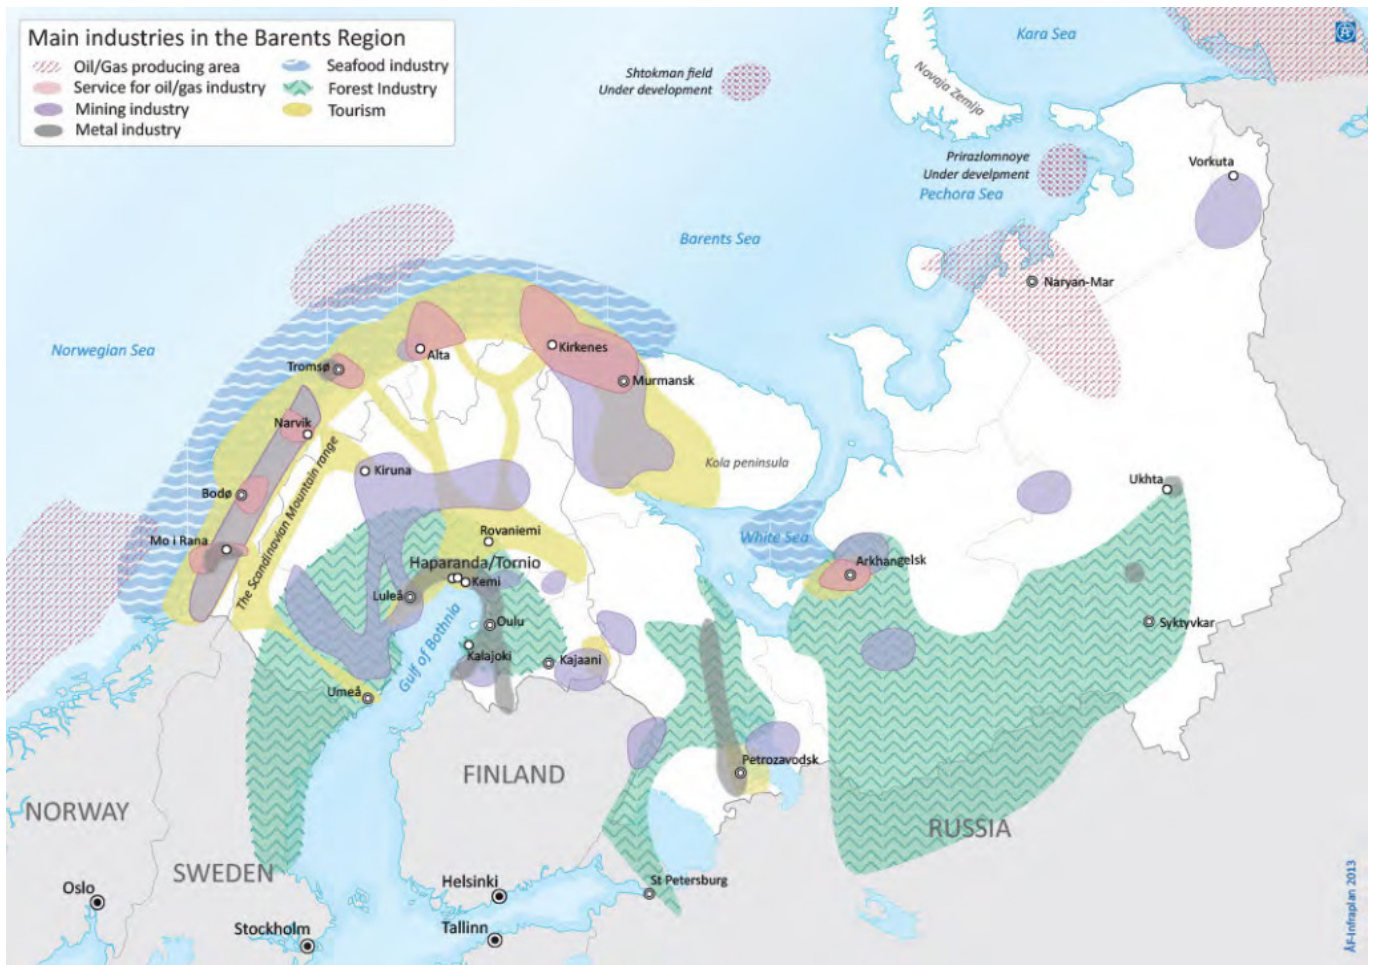 Main industries in the Barents Region
Oil/Gas producing area
Service for oil/gas industry
Mining industry
Metal industry
Seafood industry
Forest Industry
Tourism
Kara Sea
Novaja Zemlja
Shtokman field
Under development
Prirazlomnoye
Under develpment
Pechora Sea
Vorkuta
Barents Sea
Naryan-Mar
Norwegian Sea
Tromsø
Alta
Kirkenes
Murmansk
Narvik
Kola peninsula
Kiruna
The Scandinavian Mountain range
Bodø
Ukhta
Rovaniemi
White Sea
Mo i Rana
Haparanda/Tornio
Arkhangelsk
Kemi
Luleå
Oulu
Syktyvkar
Gulf of Bothnia
Kalajoki
Kajaani
Umeå
Petrozavodsk
FINLAND
NORWAY
RUSSIA
SWEDEN
St Petersburg
Oslo
Helsinki
Stockholm
Tallinn
ÅF-Infraplan 2013